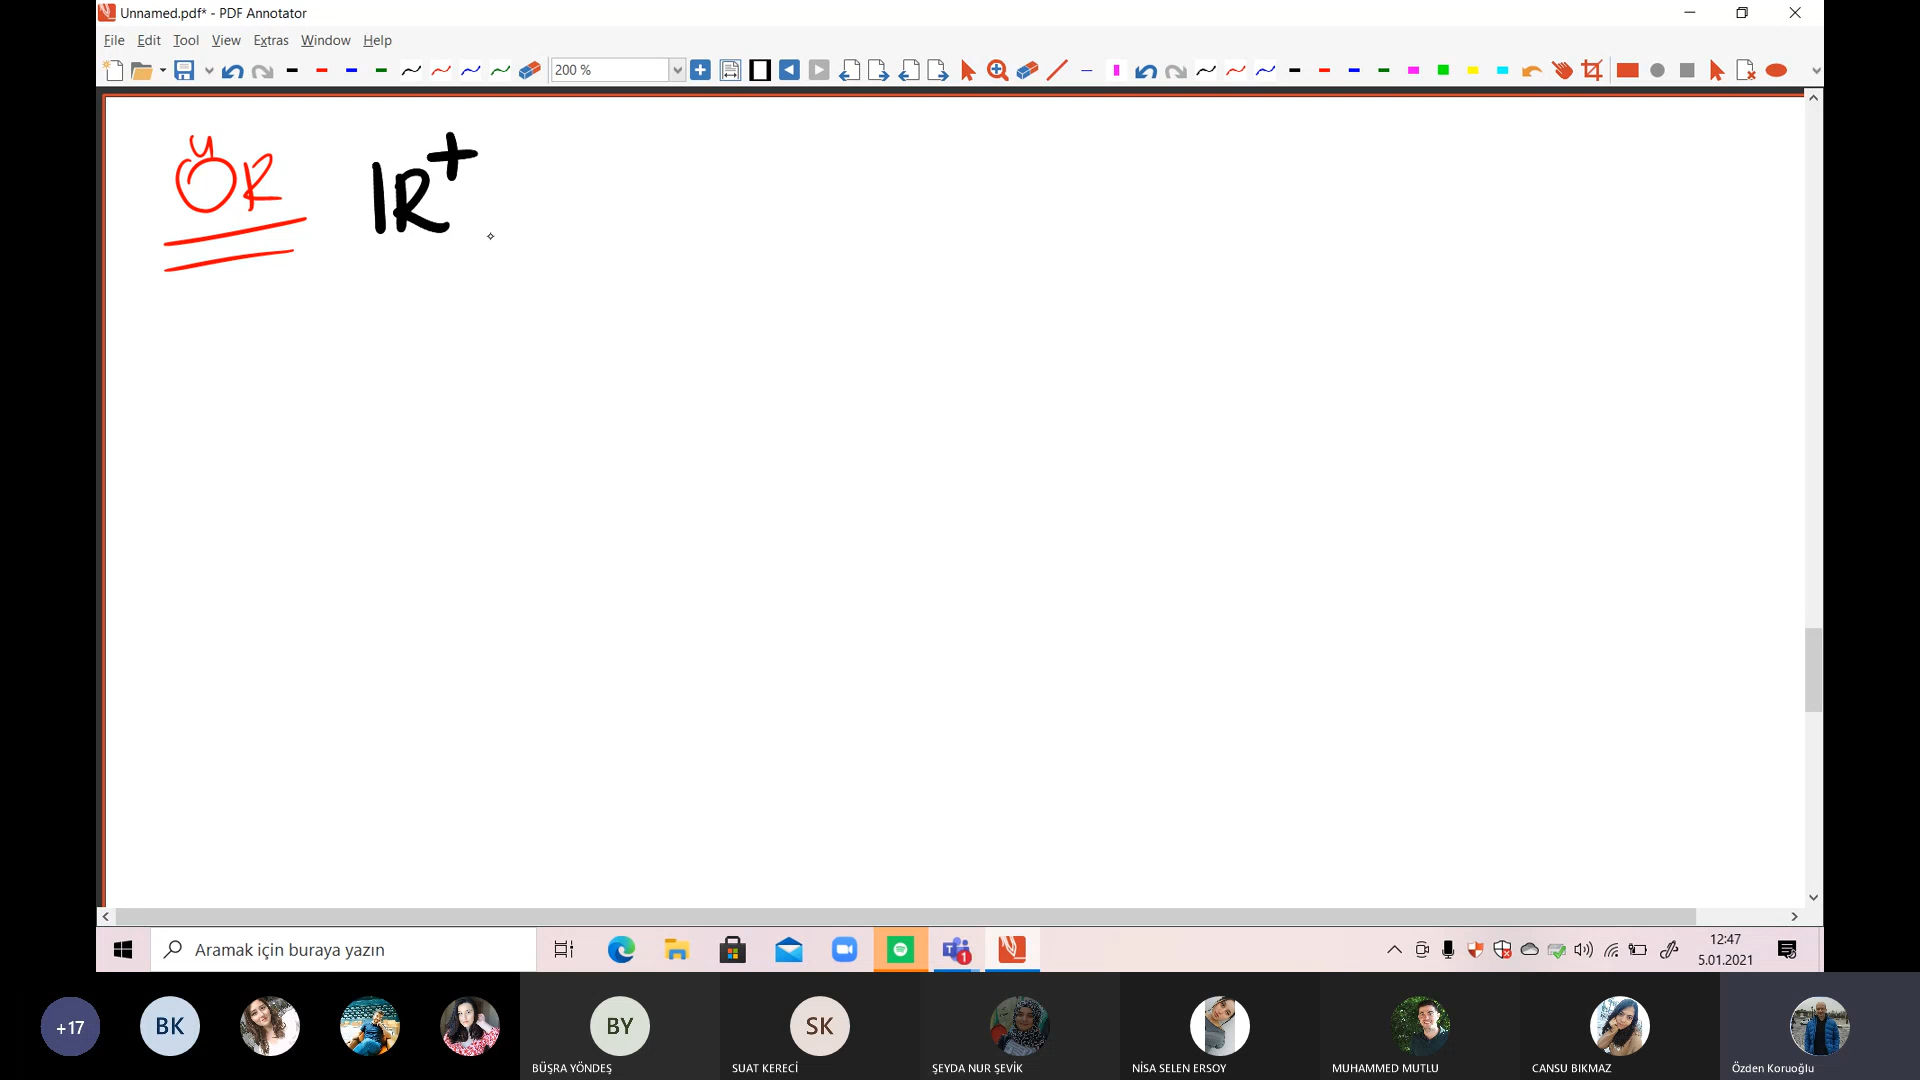 Unnamed.pdf* - PDF Annotator
File Edit Tool View Extras Window Help
200 %
ÖR ℝ⁺
Aramak için buraya yazın
1
12:47
5.01.2021
+17
BK
BY
SK
BÜŞRA YÖNDEŞ
SUAT KERECİ
ŞEYDA NUR ŞEVİK
NİSA SELEN ERSOY
MUHAMMED MUTLU
CANSU BIKMAZ
Özden Koruoğlu